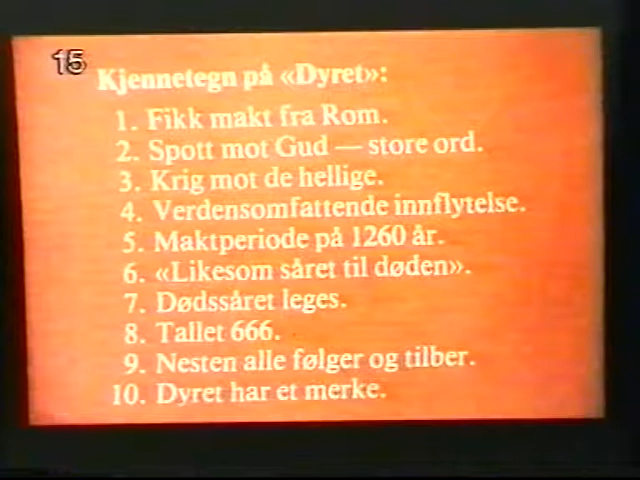 15
Kjennetegn på «Dyret»:
1. Fikk makt fra Rom.
2. Spott mot Gud — store ord.
3. Krig mot de hellige.
4. Verdensomfattende innflytelse.
5. Maktperiode på 1260 år.
6. «Likesom såret til døden».
7. Dødssåret leges.
8. Tallet 666.
9. Nesten alle følger og tilber.
10. Dyret har et merke.